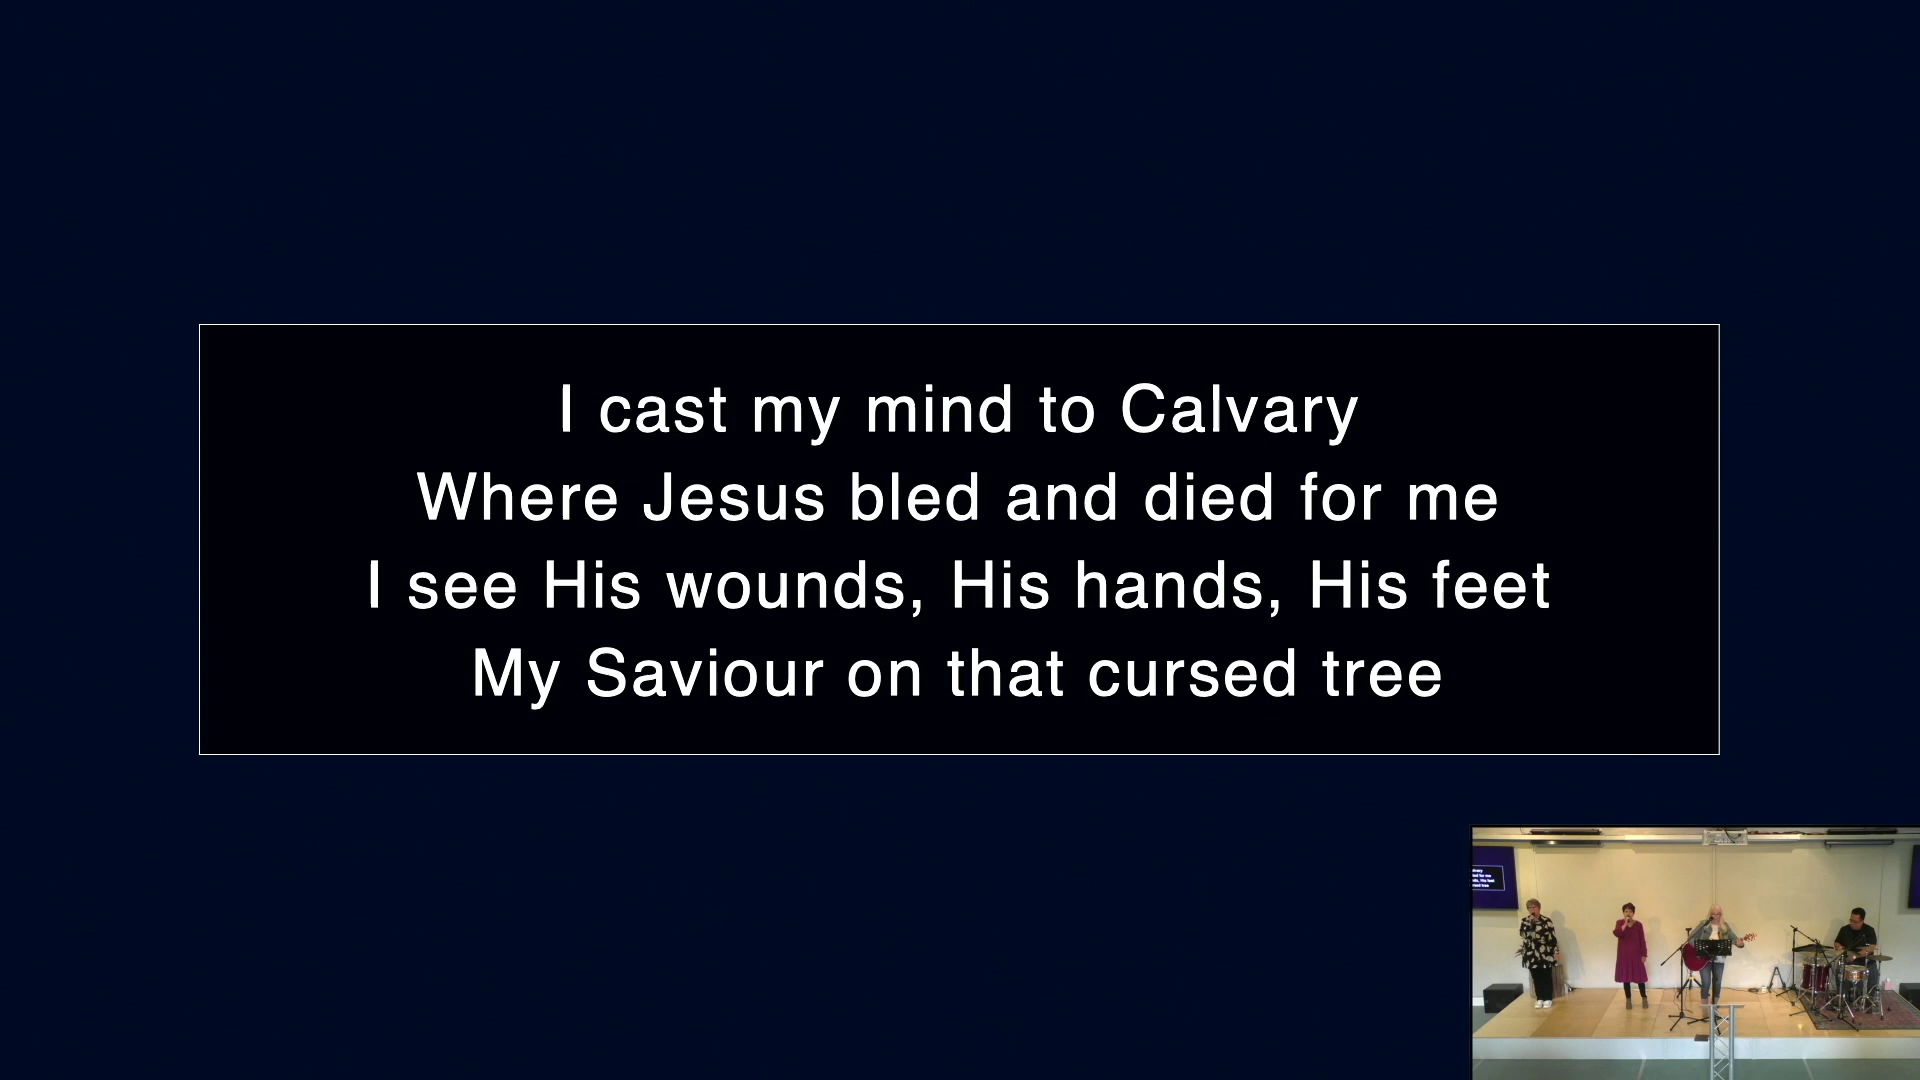 I cast my mind to Calvary
Where Jesus bled and died for me
I see His wounds, His hands, His feet
My Saviour on that cursed tree